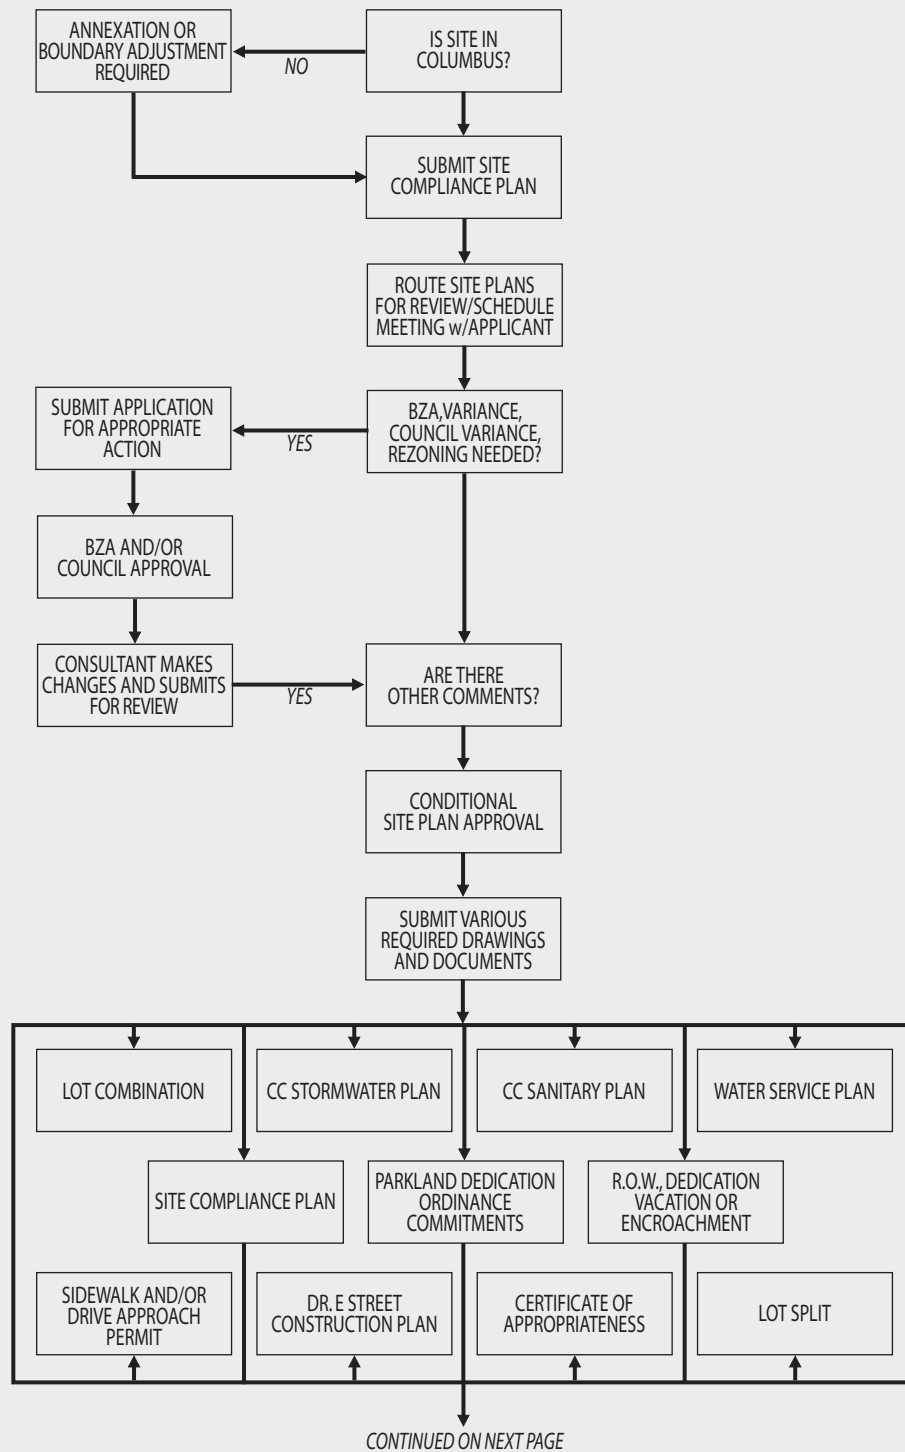 ANNEXATION OR
BOUNDARY ADJUSTMENT
REQUIRED
NO
IS SITE IN
COLUMBUS?
SUBMIT SITE
COMPLIANCE PLAN
ROUTE SITE PLANS
FOR REVIEW/SCHEDULE
MEETING w/APPLICANT
BZA, VARIANCE,
COUNCIL VARIANCE,
REZONING NEEDED?
YES
SUBMIT APPLICATION
FOR APPROPRIATE
ACTION
BZA AND/OR
COUNCIL APPROVAL
CONSULTANT MAKES
CHANGES AND SUBMITS
FOR REVIEW
YES
ARE THERE
OTHER COMMENTS?
CONDITIONAL
SITE PLAN APPROVAL
SUBMIT VARIOUS
REQUIRED DRAWINGS
AND DOCUMENTS
LOT COMBINATION
CC STORMWATER PLAN
CC SANITARY PLAN
WATER SERVICE PLAN
SITE COMPLIANCE PLAN
PARKLAND DEDICATION
ORDINANCE
COMMITMENTS
R.O.W., DEDICATION
VACATION OR
ENCROACHMENT
SIDEWALK AND/OR
DRIVE APPROACH
PERMIT
DR. E STREET
CONSTRUCTION PLAN
CERTIFICATE OF
APPROPRIATENESS
LOT SPLIT
CONTINUED ON NEXT PAGE